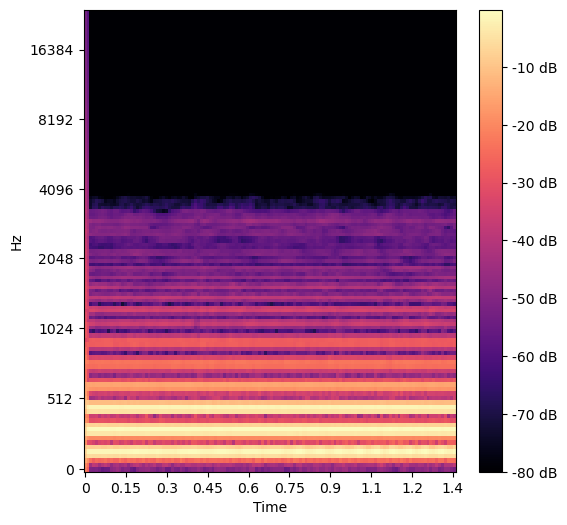 16384
8192
4096
2048
1024
512
0
Hz
0 0.15 0.3 0.45 0.6 0.75 0.9 1.1 1.2 1.4
Time
-10 dB
-20 dB
-30 dB
-40 dB
-50 dB
-60 dB
-70 dB
-80 dB